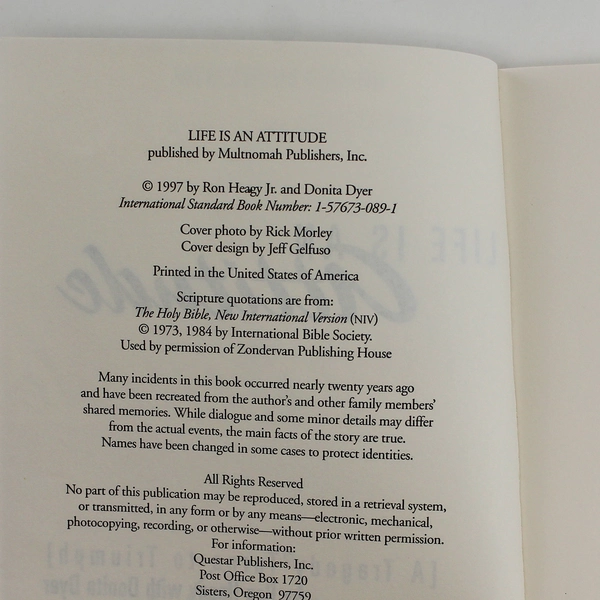 LIFE IS AN ATTITUDE
published by Multnomah Publishers, Inc.
© 1997 by Ron Heagy Jr. and Donita Dyer
International Standard Book Number: 1-57673-089-1
Cover photo by Rick Morley
Cover design by Jeff Gelfuso
Printed in the United States of America
Scripture quotations are from:
The Holy Bible, New International Version (NIV)
© 1973, 1984 by International Bible Society.
Used by permission of Zondervan Publishing House
Many incidents in this book occurred nearly twenty years ago
and have been recreated from the author's and other family members'
shared memories. While dialogue and some minor details may differ
from the actual events, the main facts of the story are true.
Names have been changed in some cases to protect identities.
All Rights Reserved
No part of this publication may be reproduced, stored in a retrieval system,
or transmitted, in any form or by any means—electronic, mechanical,
photocopying, recording, or otherwise—without prior written permission.
For information:
Questar Publishers, Inc.
Post Office Box 1720
Sisters, Oregon 97759